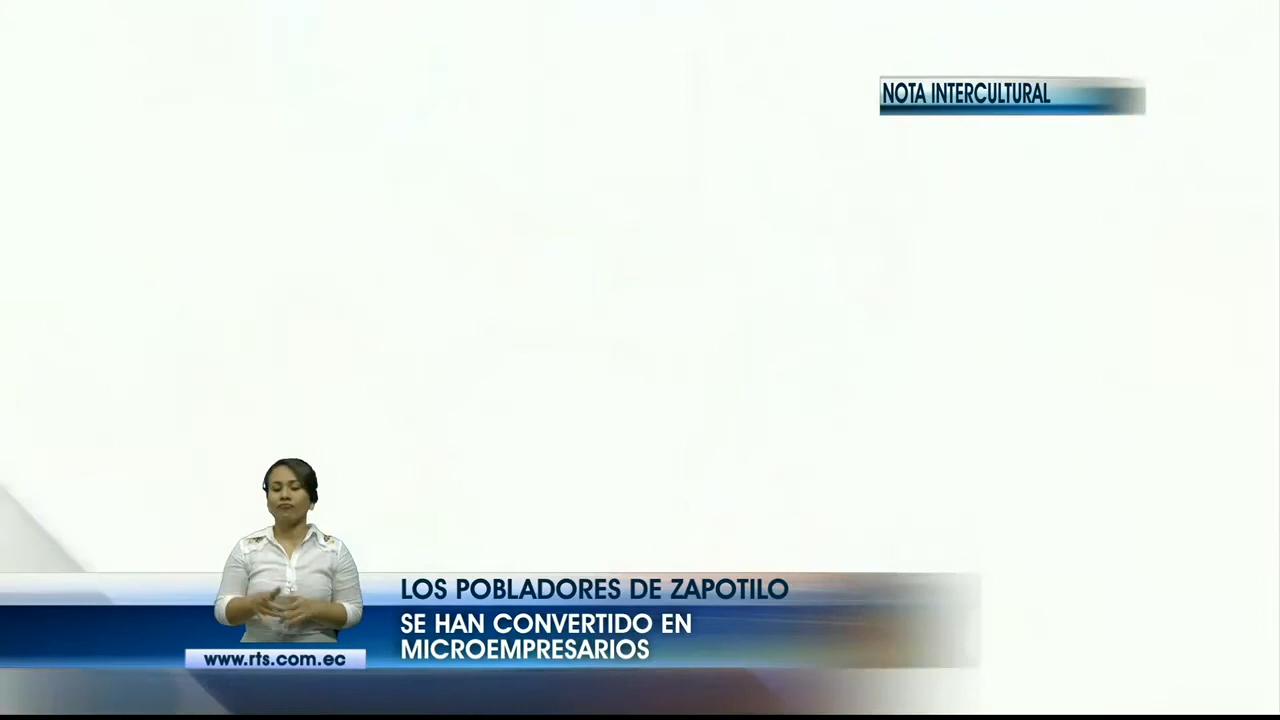 NOTA INTERCULTURAL
LOS POBLADORES DE ZAPOTILO
SE HAN CONVERTIDO EN
MICROEMPRESARIOS
www.rts.com.ec